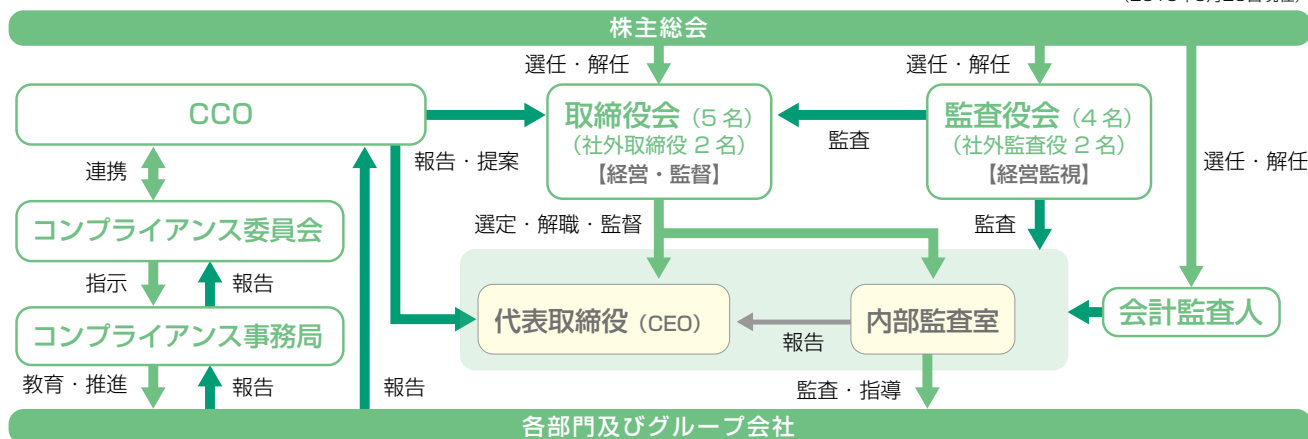 株主総会
選任・解任
選任・解任
CCO
取締役会（5名）
（社外取締役 2 名）
【経営・監督】
監査
監査役会（4名）
（社外監査役 2 名）
【経営監視】
選任・解任
連携
報告・提案
コンプライアンス委員会
選定・解職・監督
監査
指示
報告
代表取締役（CEO）
報告
内部監査室
会計監査人
コンプライアンス事務局
教育・推進
報告
報告
監査・指導
各部門及びグループ会社